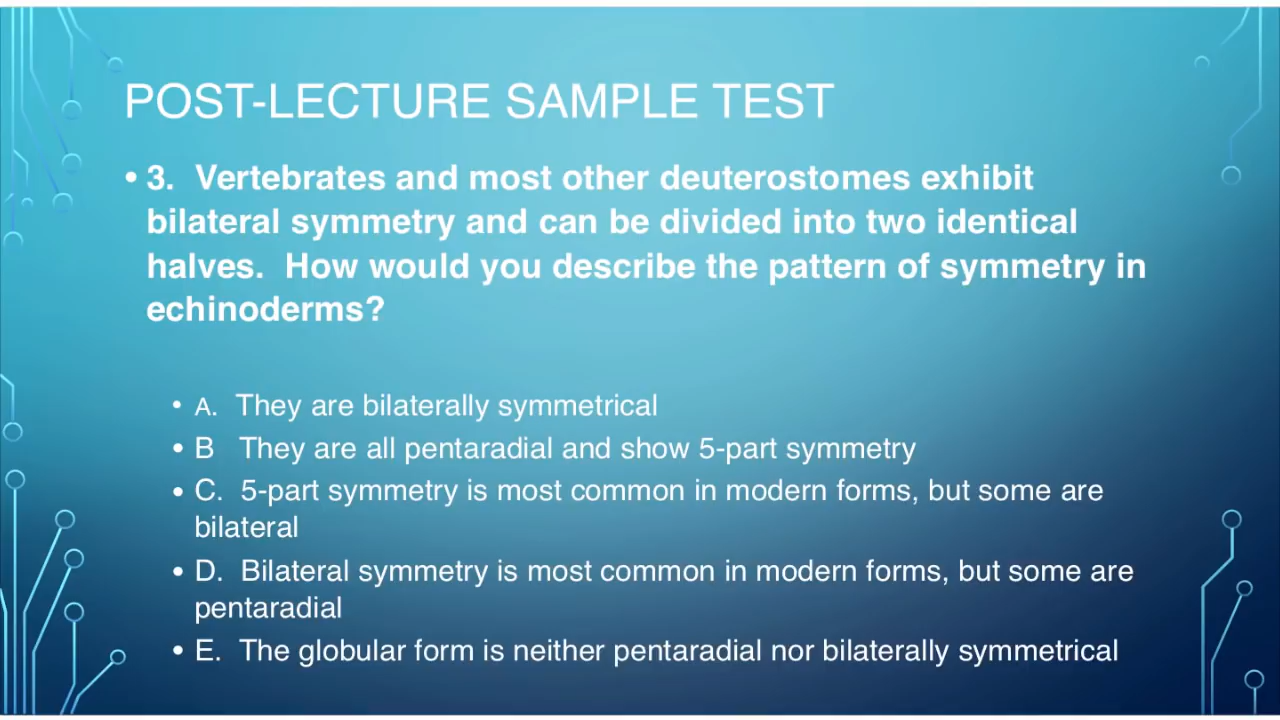 POST-LECTURE SAMPLE TEST
• 3.  Vertebrates and most other deuterostomes exhibit
bilateral symmetry and can be divided into two identical
halves.  How would you describe the pattern of symmetry in
echinoderms?
• A.  They are bilaterally symmetrical
• B   They are all pentaradial and show 5-part symmetry
• C.  5-part symmetry is most common in modern forms, but some are
bilateral
• D.  Bilateral symmetry is most common in modern forms, but some are
pentaradial
• E.  The globular form is neither pentaradial nor bilaterally symmetrical